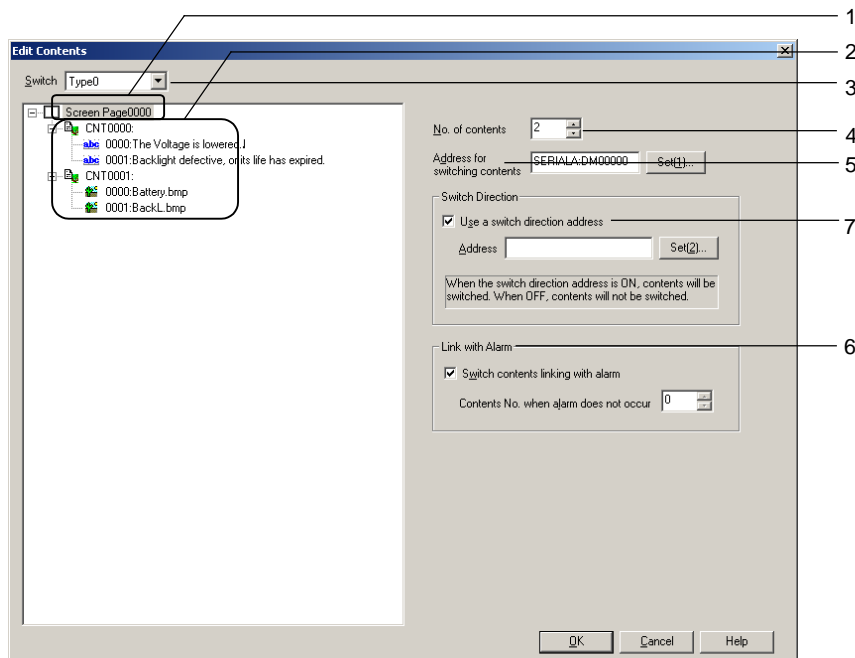 1
Edit Contents
2
Switch Type0
3
Screen Page0000
CNT0000:
0000:The Voltage is lowered.
0001:Backlight defective, or its life has expired.
CNT0001:
0000:Battery.bmp
0001:BackL.bmp
No. of contents 2
4
Address for
switching contents
SERIALA:DM00000 Set(1)...
5
Switch Direction
Use a switch direction address
7
Address Set(2)...
When the switch direction address is ON, contents will be
switched. When OFF, contents will not be switched.
Link with Alarm
6
Switch contents linking with alarm
Contents No. when alarm does not occur 0
OK Cancel Help